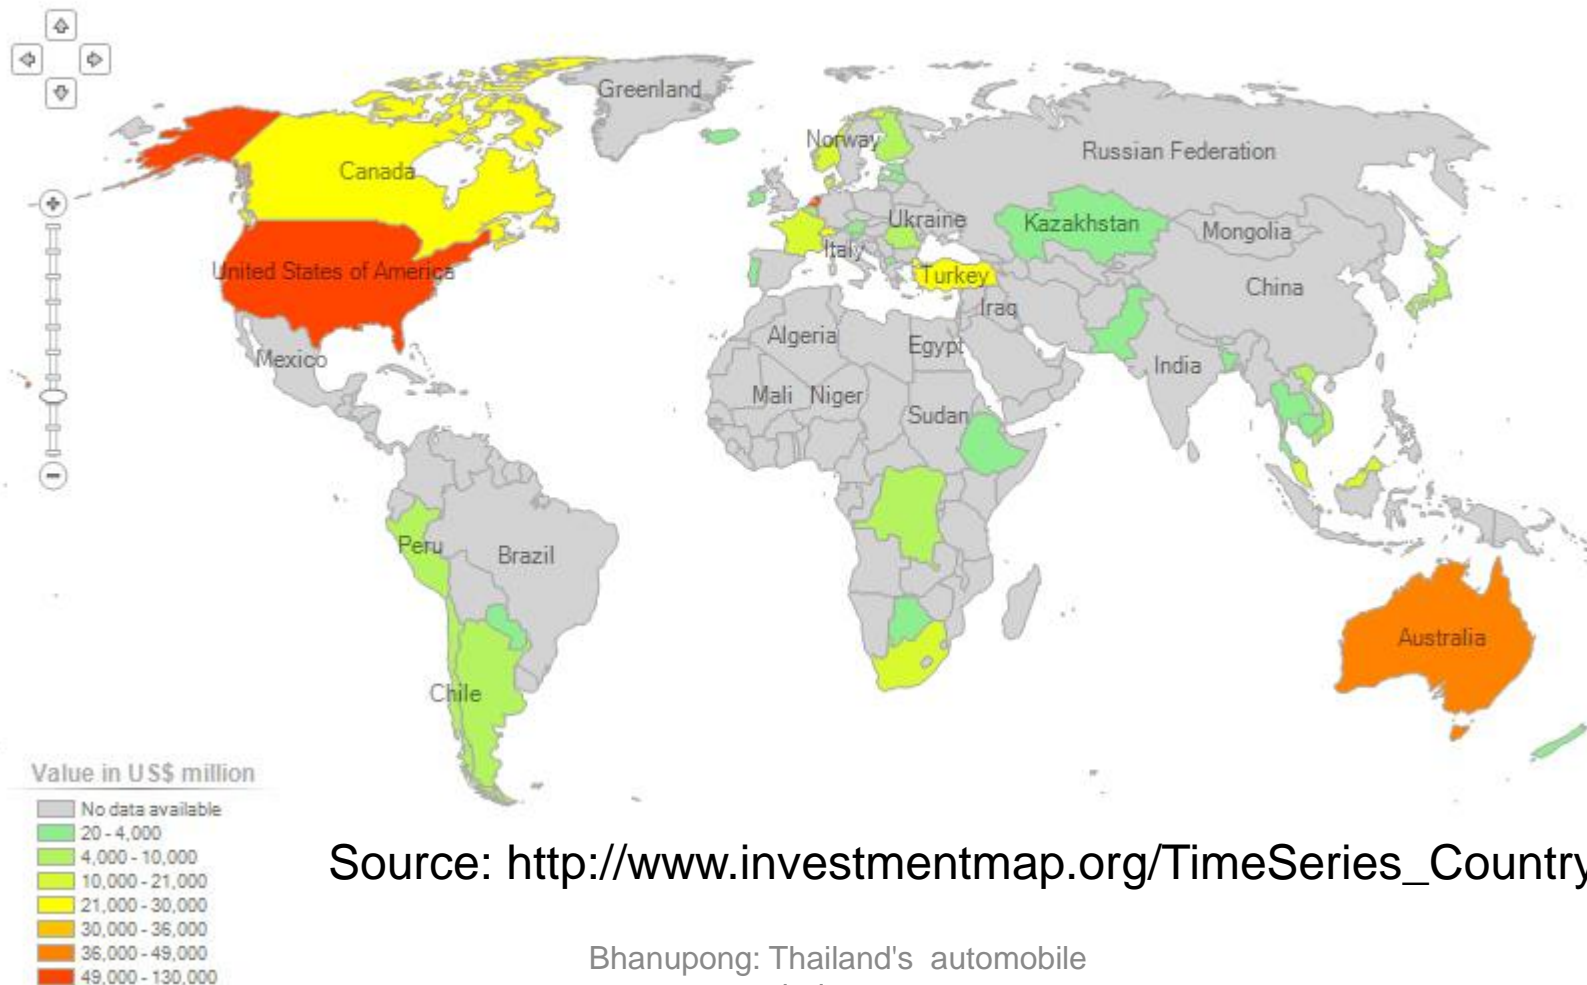 Greenland
Norway
Russian Federation
Canada
Ukraine
Kazakhstan
Mongolia
Italy
United States of America
Turkey
China
Iraq
Algeria
Egypt
Mexico
India
Mali
Niger
Sudan
Peru
Brazil
Australia
Chile
Value in US$ million
No data available
20 - 4,000
4,000 - 10,000
10,000 - 21,000
21,000 - 30,000
30,000 - 36,000
36,000 - 49,000
49,000 - 130,000
Source: http://www.investmentmap.org/TimeSeries_Country
Bhanupong: Thailand's automobile